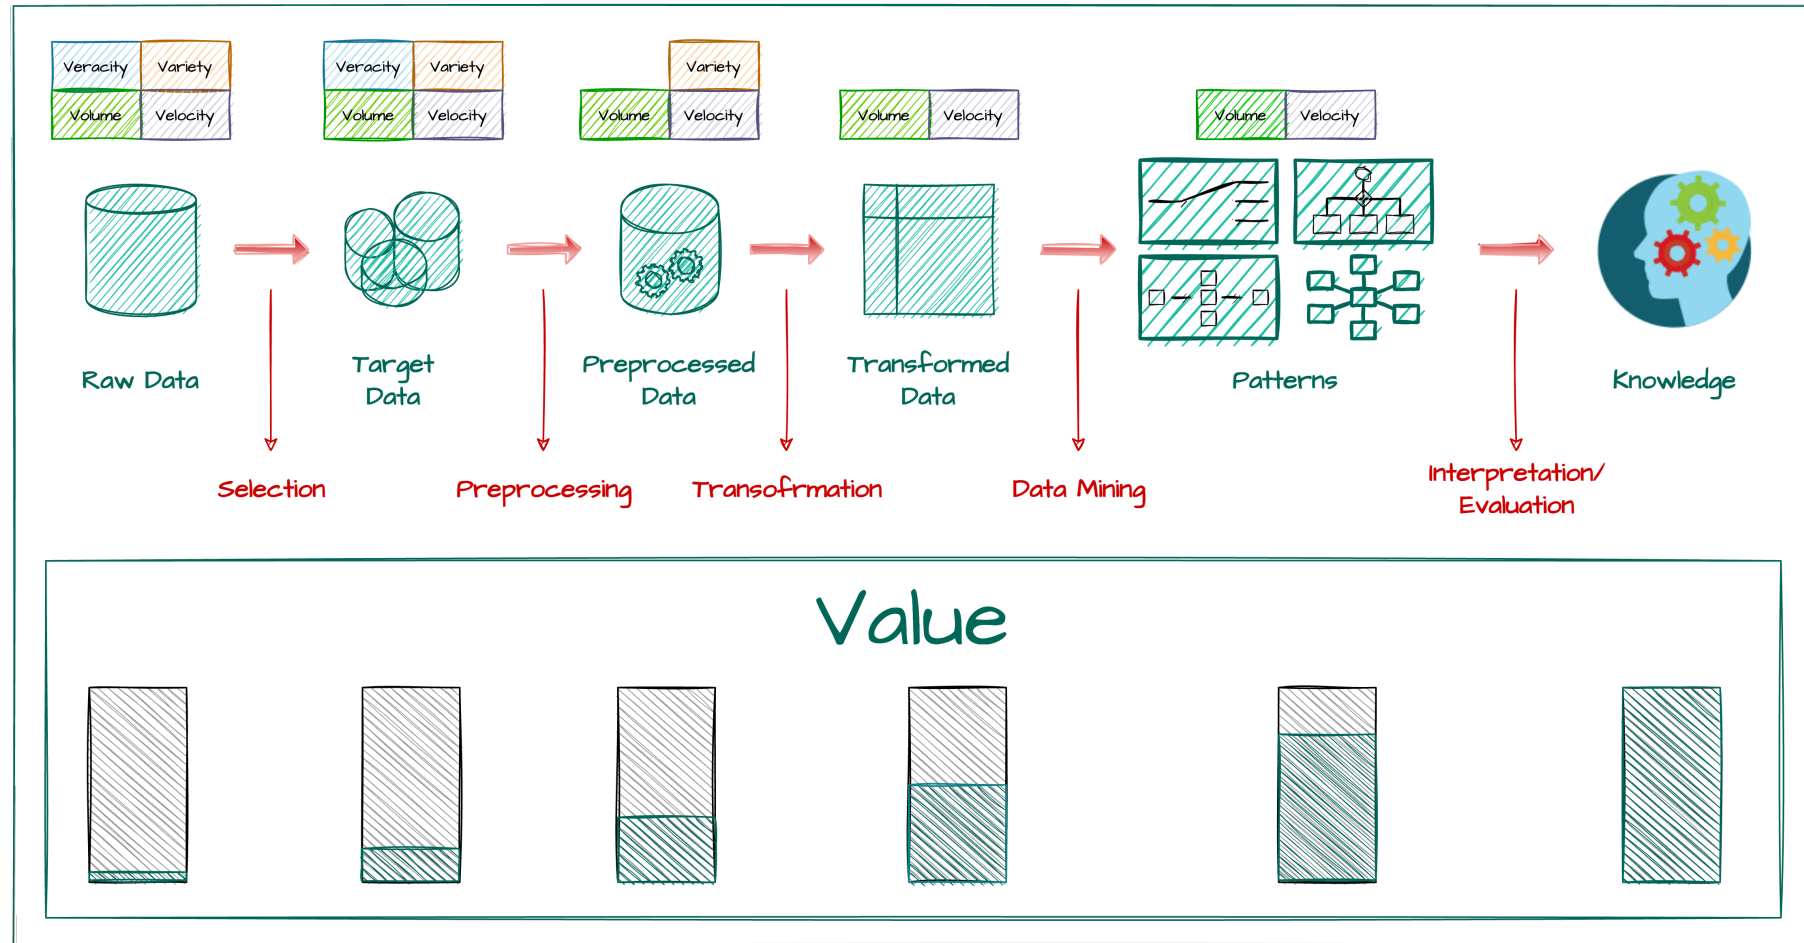 Veracity Variety
Volume Velocity
Veracity Variety
Volume Velocity
Variety
Volume Velocity
Volume Velocity
Volume Velocity
Raw Data
Target
Data
Preprocessed
Data
Transformed
Data
Patterns
Knowledge
Selection
Preprocessing
Transofrmation
Data Mining
Interpretation/
Evaluation
Value